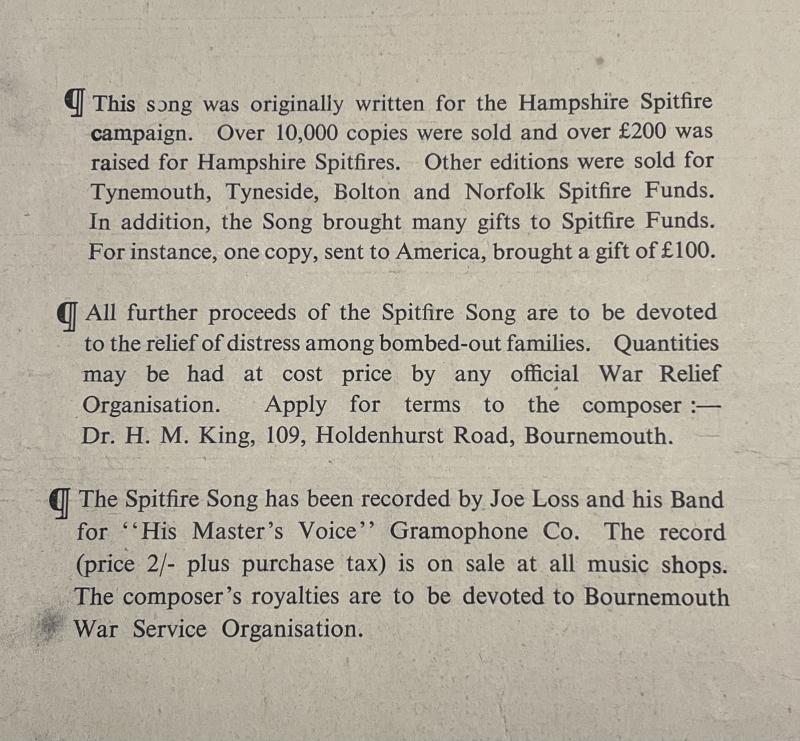 ¶ This song was originally written for the Hampshire Spitfire
campaign. Over 10,000 copies were sold and over £200 was
raised for Hampshire Spitfires. Other editions were sold for
Tynemouth, Tyneside, Bolton and Norfolk Spitfire Funds.
In addition, the Song brought many gifts to Spitfire Funds.
For instance, one copy, sent to America, brought a gift of £100.
¶ All further proceeds of the Spitfire Song are to be devoted
to the relief of distress among bombed-out families. Quantities
may be had at cost price by any official War Relief
Organisation. Apply for terms to the composer :—
Dr. H. M. King, 109, Holdenhurst Road, Bournemouth.
¶ The Spitfire Song has been recorded by Joe Loss and his Band
for ‘‘His Master’s Voice’’ Gramophone Co. The record
(price 2/- plus purchase tax) is on sale at all music shops.
The composer’s royalties are to be devoted to Bournemouth
War Service Organisation.